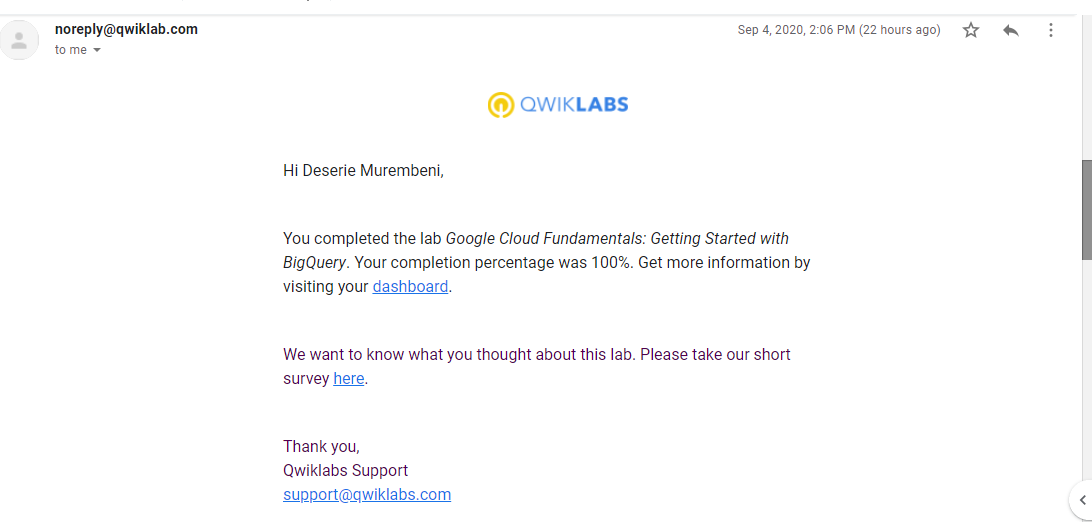 noreply@qwiklab.com
Sep 4, 2020, 2:06 PM (22 hours ago)
to me
QWIKLABS
Hi Deserie Murembeni,
You completed the lab Google Cloud Fundamentals: Getting Started with
BigQuery. Your completion percentage was 100%. Get more information by
visiting your dashboard.
We want to know what you thought about this lab. Please take our short
survey here.
Thank you,
Qwiklabs Support
support@qwiklabs.com